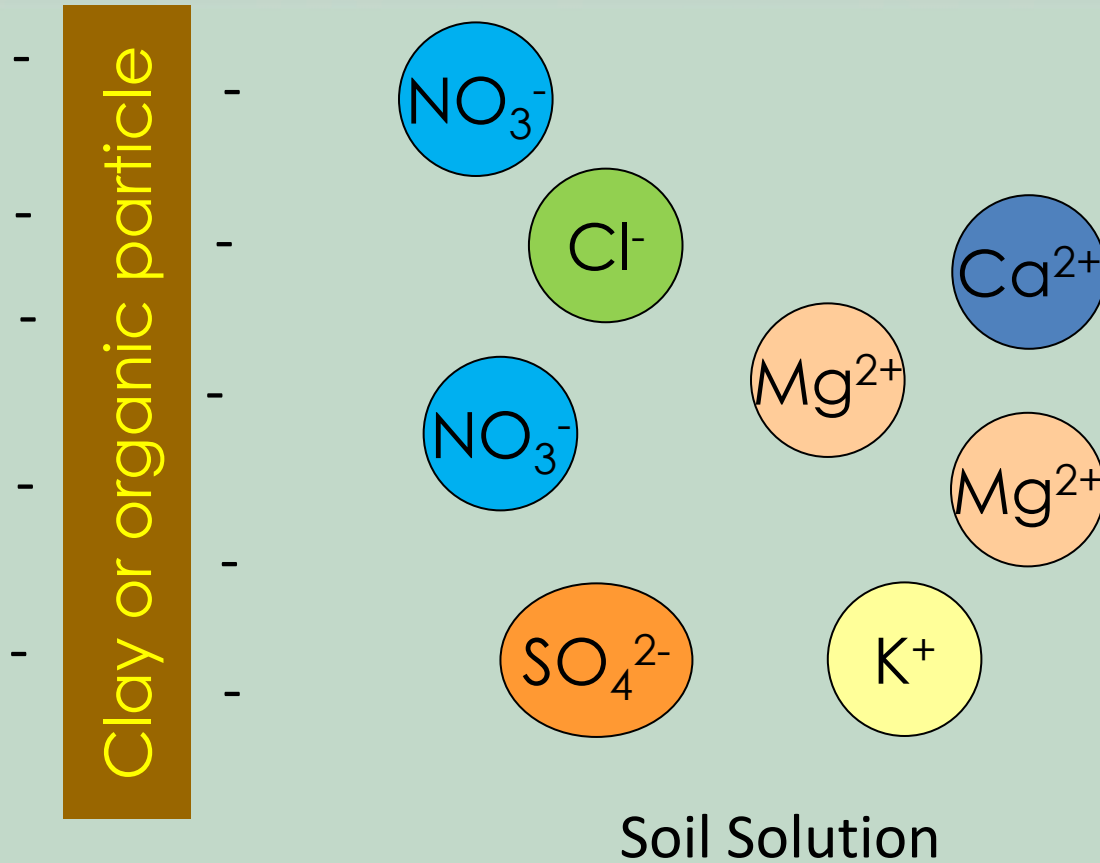 Clay or organic particle
-
-
-
-
-
-
-
-
-
-
NO₃⁻
Cl⁻
Ca²⁺
Mg²⁺
NO₃⁻
Mg²⁺
SO₄²⁻
K⁺
Soil Solution